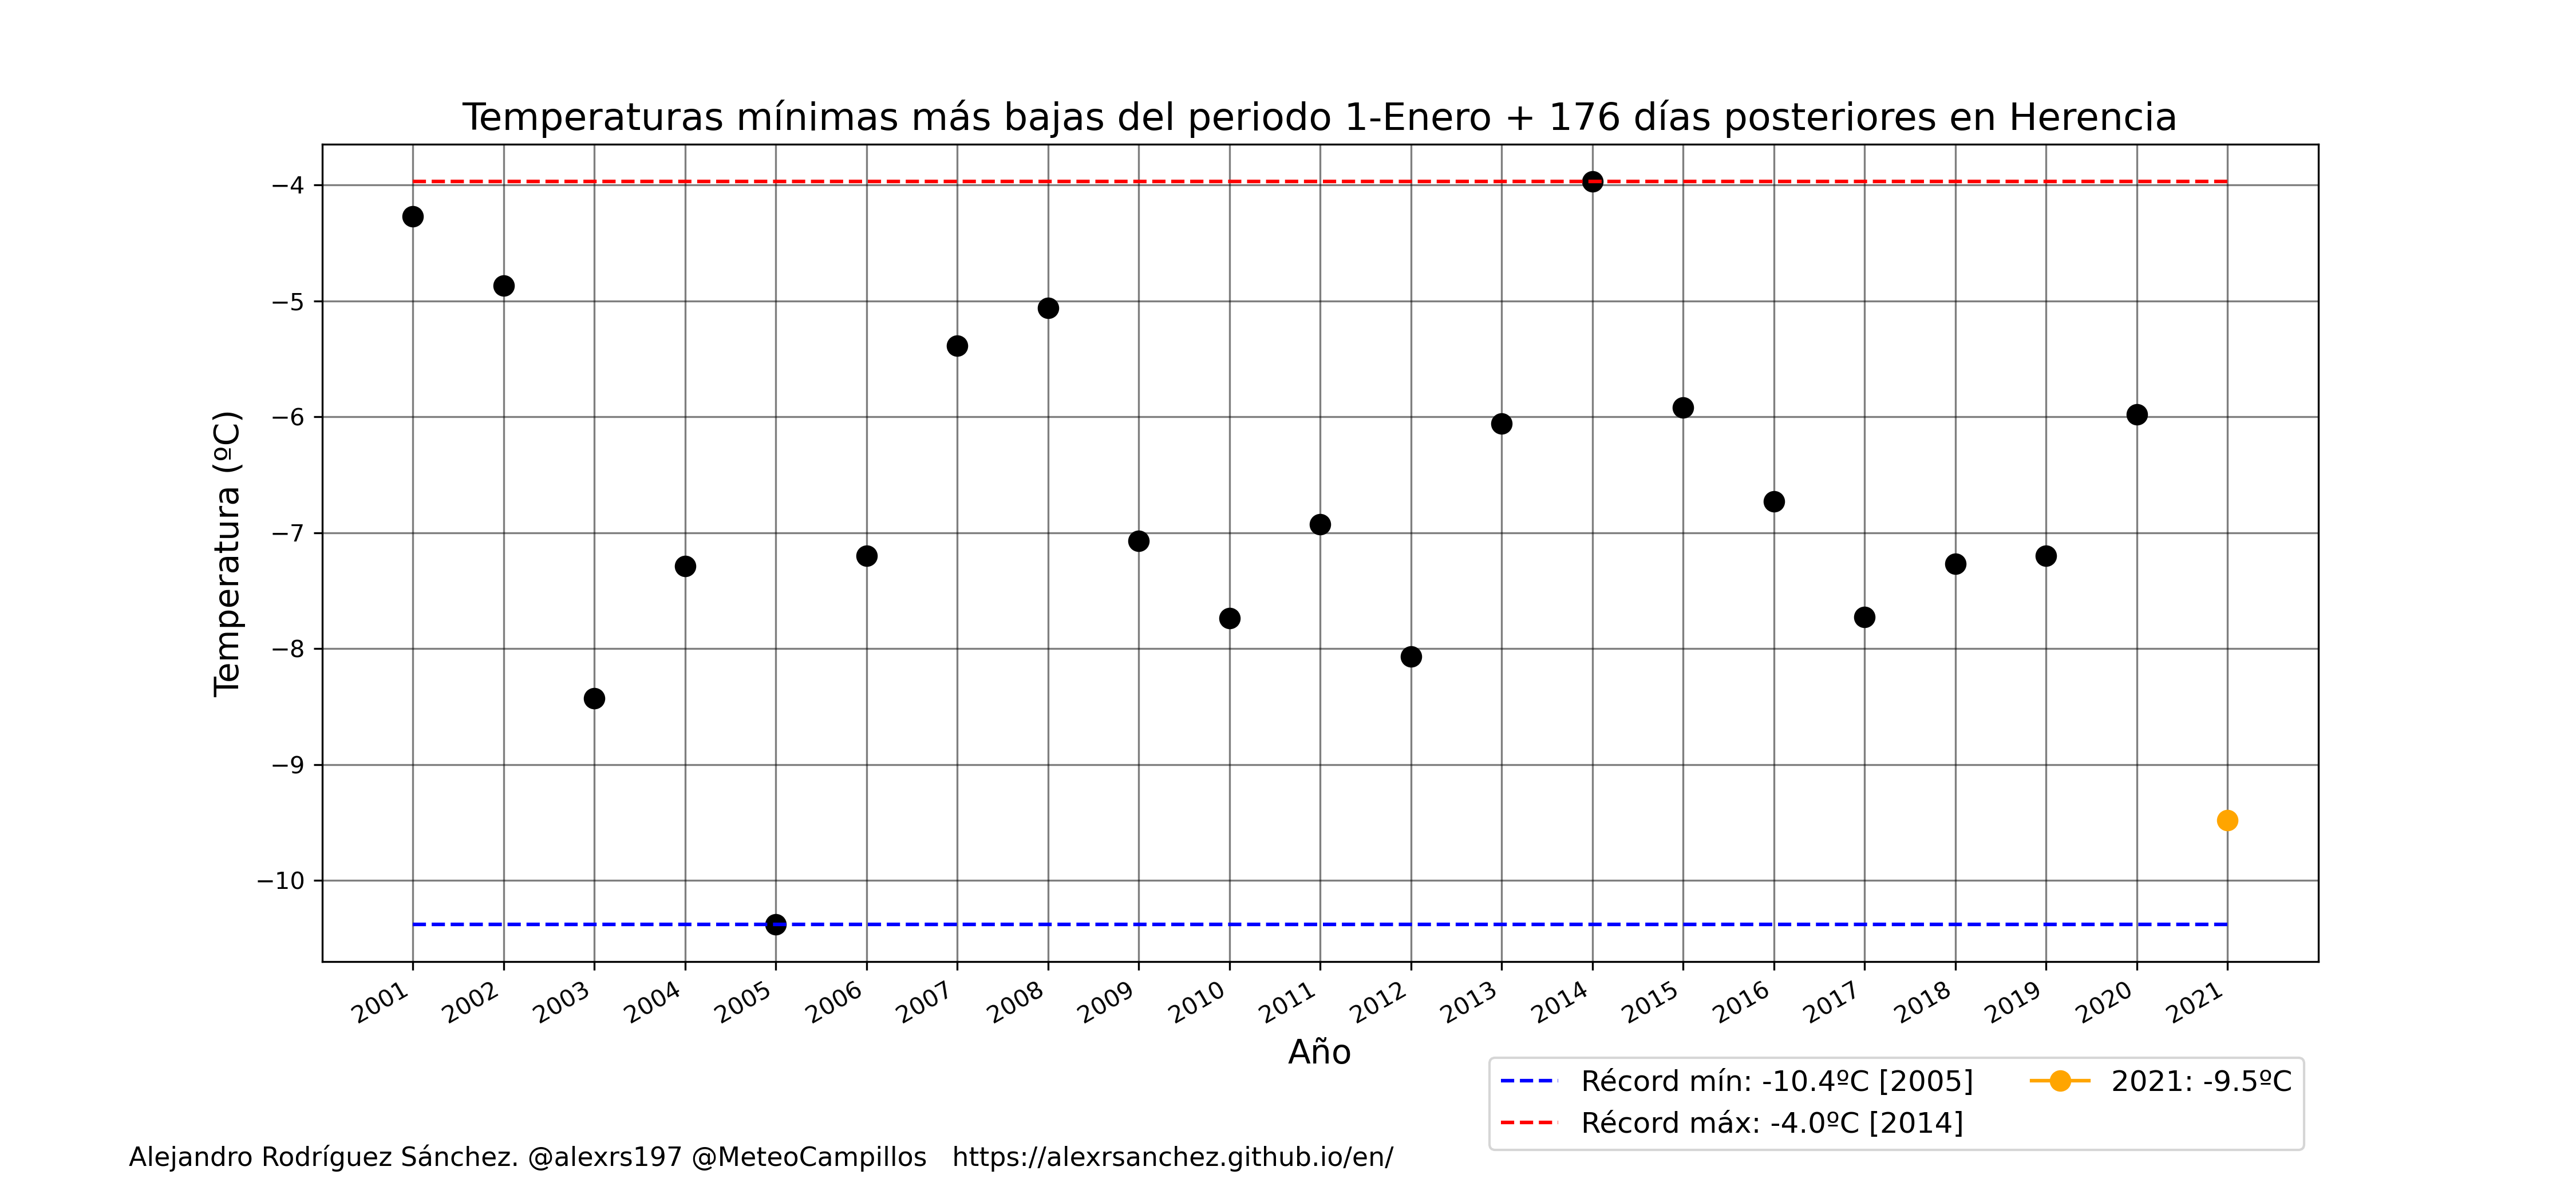 Temperaturas mínimas más bajas del periodo 1-Enero + 176 días posteriores en Herencia
Temperatura (ºC)
−4
−5
−6
−7
−8
−9
−10
2001 2002 2003 2004 2005 2006 2007 2008 2009 2010 2011 2012 2013 2014 2015 2016 2017 2018 2019 2020 2021
Año
Récord mín: -10.4ºC [2005]
Récord máx: -4.0ºC [2014]
2021: -9.5ºC
Alejandro Rodríguez Sánchez. @alexrs197 @MeteoCampillos https://alexrsanchez.github.io/en/